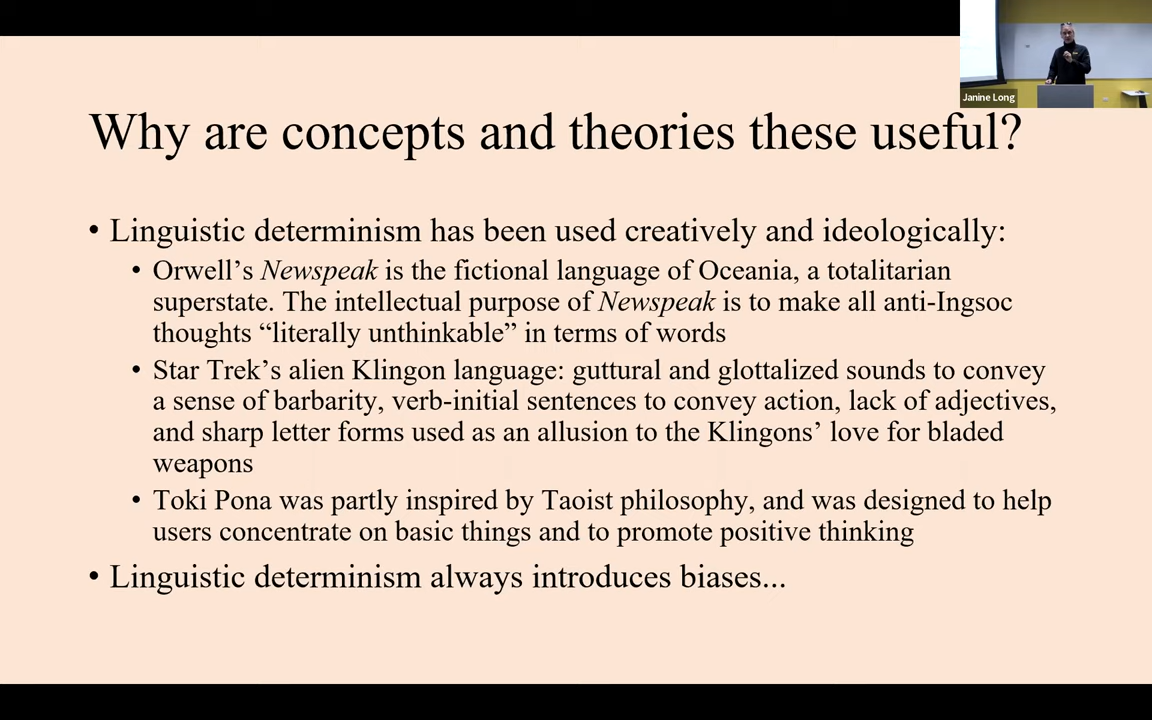 Janine Long
Why are concepts and theories these useful?
• Linguistic determinism has been used creatively and ideologically:
• Orwell’s Newspeak is the fictional language of Oceania, a totalitarian
superstate. The intellectual purpose of Newspeak is to make all anti-Ingsoc
thoughts “literally unthinkable” in terms of words
• Star Trek’s alien Klingon language: guttural and glottalized sounds to convey
a sense of barbarity, verb-initial sentences to convey action, lack of adjectives,
and sharp letter forms used as an allusion to the Klingons’ love for bladed
weapons
• Toki Pona was partly inspired by Taoist philosophy, and was designed to help
users concentrate on basic things and to promote positive thinking
• Linguistic determinism always introduces biases...